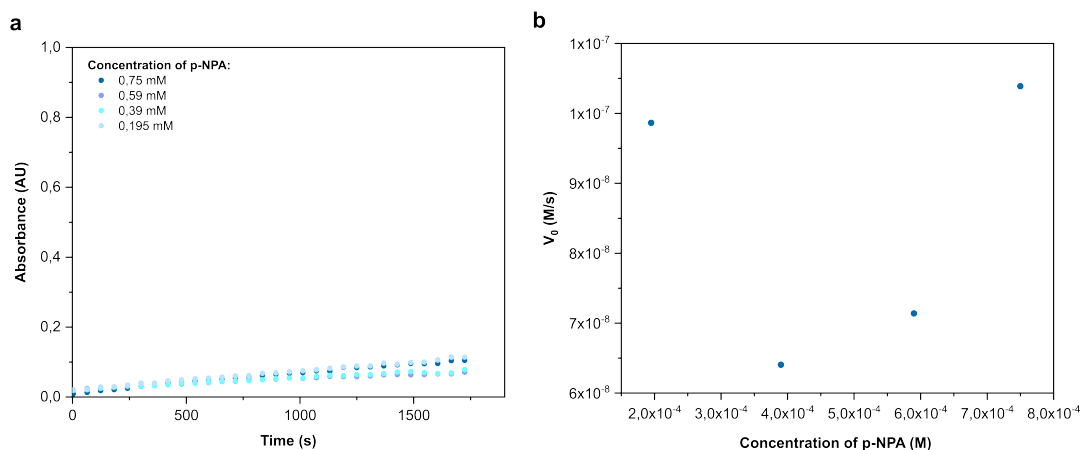 a
1,0
0,8
0,6
0,4
0,2
0,0
Absorbance (AU)
Concentration of p-NPA:
0,75 mM
0,59 mM
0,39 mM
0,195 mM
0
500
1000
1500
Time (s)
b
1x10⁻⁷
1x10⁻⁷
9x10⁻⁸
8x10⁻⁸
7x10⁻⁸
6x10⁻⁸
V₀ (M/s)
2,0x10⁻⁴
3,0x10⁻⁴
4,0x10⁻⁴
5,0x10⁻⁴
6,0x10⁻⁴
7,0x10⁻⁴
8,0x10⁻⁴
Concentration of p-NPA (M)